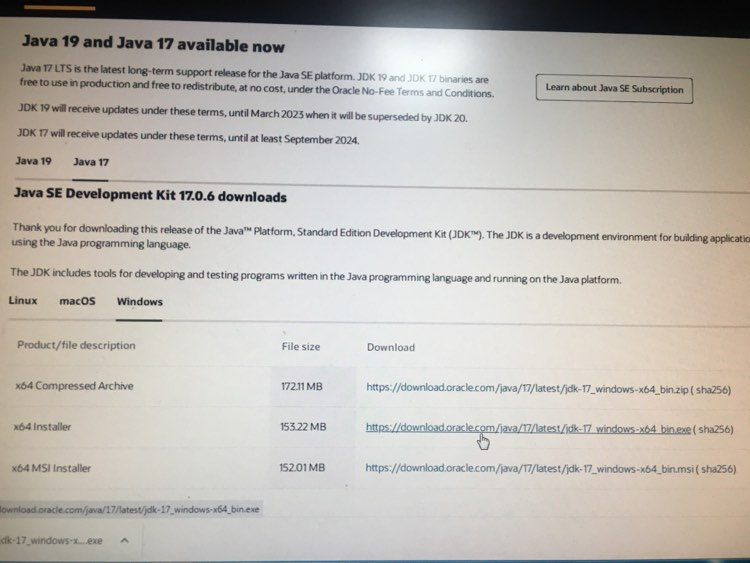 Java 19 and Java 17 available now
Java 17 LTS is the latest long-term support release for the Java SE platform. JDK 19 and JDK 17 binaries are
free to use in production and free to redistribute, at no cost, under the Oracle No-Fee Terms and Conditions.
Learn about Java SE Subscription
JDK 19 will receive updates under these terms, until March 2023 when it will be superseded by JDK 20.
JDK 17 will receive updates under these terms, until at least September 2024.
Java 19 Java 17
Java SE Development Kit 17.0.6 downloads
Thank you for downloading this release of the Java™ Platform, Standard Edition Development Kit (JDK™). The JDK is a development environment for building applicatio
using the Java programming language.
The JDK includes tools for developing and testing programs written in the Java programming language and running on the Java platform.
Linux macOS Windows
Product/file description File size Download
x64 Compressed Archive 172.11 MB https://download.oracle.com/java/17/latest/jdk-17_windows-x64_bin.zip ( sha256)
x64 Installer 153.22 MB https://download.oracle.com/java/17/latest/jdk-17_windows-x64_bin.exe ( sha256)
x64 MSI Installer 152.01 MB https://download.oracle.com/java/17/latest/jdk-17_windows-x64_bin.msi ( sha256)
ownload.oracle.com/java/17/latest/jdk-17_windows-x64_bin.exe
dk-17_windows-x....exe